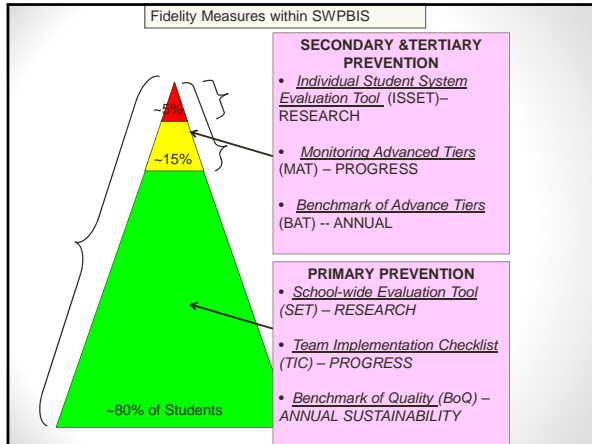 Fidelity Measures within SWPBIS
SECONDARY &TERTIARY
PREVENTION
• Individual Student System
Evaluation Tool (ISSET)–
RESEARCH
• Monitoring Advanced Tiers
(MAT) – PROGRESS
• Benchmark of Advance Tiers
(BAT) -- ANNUAL
~5%
~15%
PRIMARY PREVENTION
• School-wide Evaluation Tool
(SET) – RESEARCH
• Team Implementation Checklist
(TIC) – PROGRESS
• Benchmark of Quality (BoQ) –
ANNUAL SUSTAINABILITY
~80% of Students